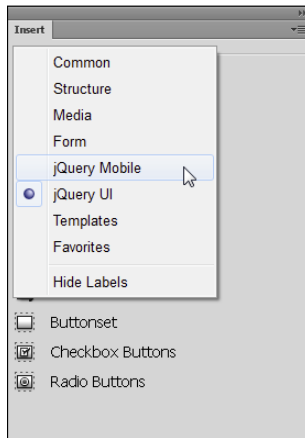 Insert
Common
Structure
Media
Form
jQuery Mobile
jQuery UI
Templates
Favorites
Hide Labels
Buttonset
Checkbox Buttons
Radio Buttons